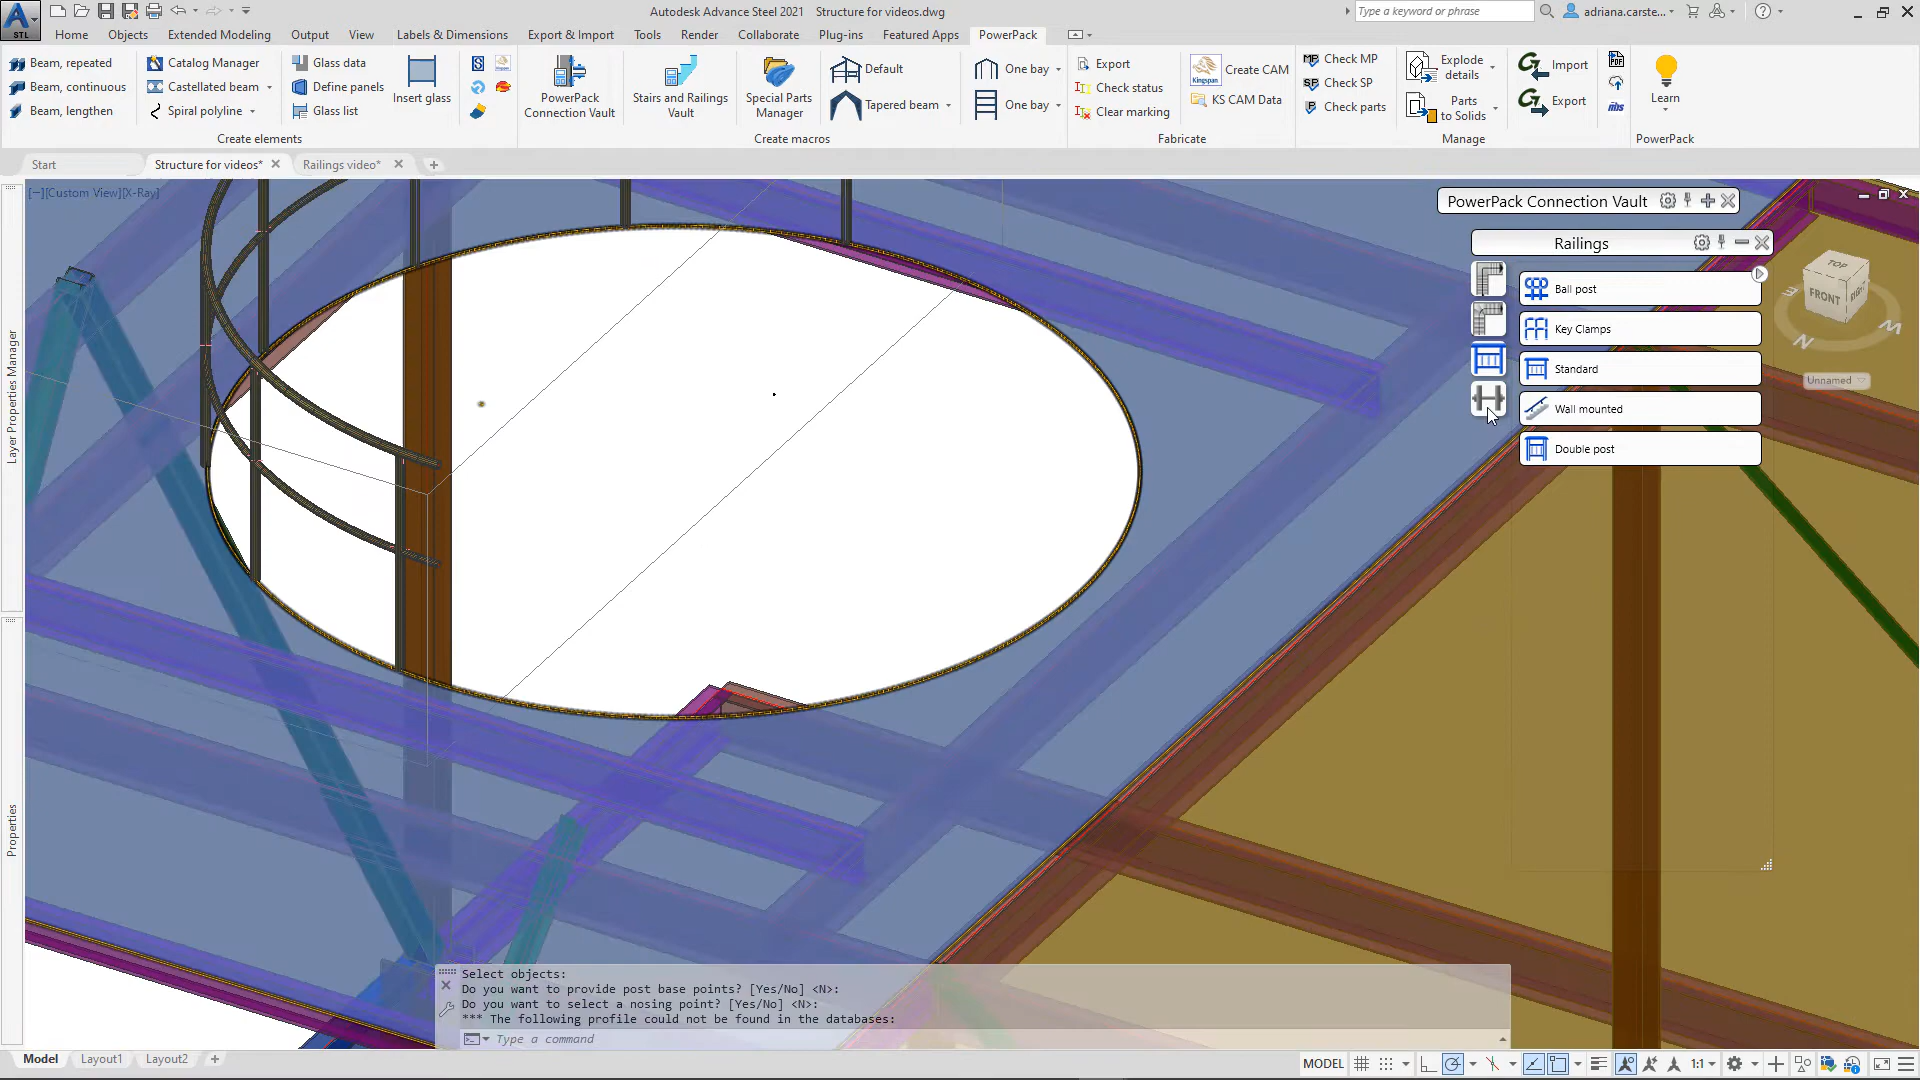 Autodesk Advance Steel 2021 Structure for videos.dwg
Type a keyword or phrase
adriana.carste...
STL
Home Objects Extended Modeling Output View Labels & Dimensions Export & Import Tools Render Collaborate Plug-ins Featured Apps PowerPack
Beam, repeated
Beam, continuous
Beam, lengthen
Catalog Manager
Castellated beam
Spiral polyline
Glass data
Define panels
Glass list
Insert glass
Create elements
PowerPack
Connection Vault
Stairs and Railings
Vault
Special Parts
Manager
Default
Tapered beam
One bay
One bay
Create macros
Export
Check status
Clear marking
Kingspan
Create CAM
KS CAM Data
Fabricate
MP Check MP
SP Check SP
P Check parts
Explode
details
Parts
to Solids
Import
Export
Manage
PDF
Learn
PowerPack
Start
Structure for videos*
Railings video*
[−][Custom View][X-Ray]
Layer Properties Manager
Properties
PowerPack Connection Vault
Railings
Ball post
Key Clamps
Standard
Wall mounted
Double post
TOP
FRONT
RIGHT
Unnamed
Select objects:
Do you want to provide post base points? [Yes/No] <N>:
Do you want to select a nosing point? [Yes/No] <N>:
*** The following profile could not be found in the databases:
Type a command
Model Layout1 Layout2
MODEL
1:1